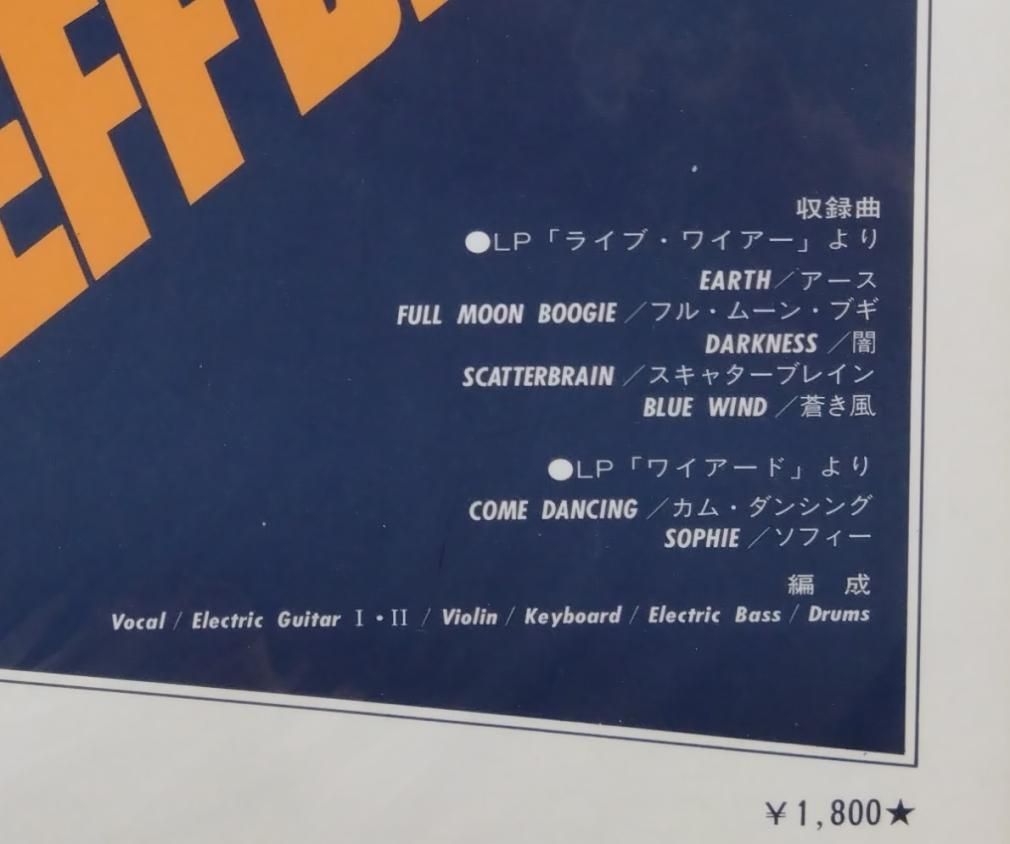 EFFB
収録曲
●LP「ライブ・ワイアー」より
EARTH／アース
FULL MOON BOOGIE／フル・ムーン・ブギ
DARKNESS／闇
SCATTERBRAIN／スキャターブレイン
BLUE WIND／蒼き風
●LP「ワイアード」より
COME DANCING／カム・ダンシング
SOPHIE／ソフィー
編 成
Vocal / Electric Guitar I・II / Violin / Keyboard / Electric Bass / Drums
¥1,800★